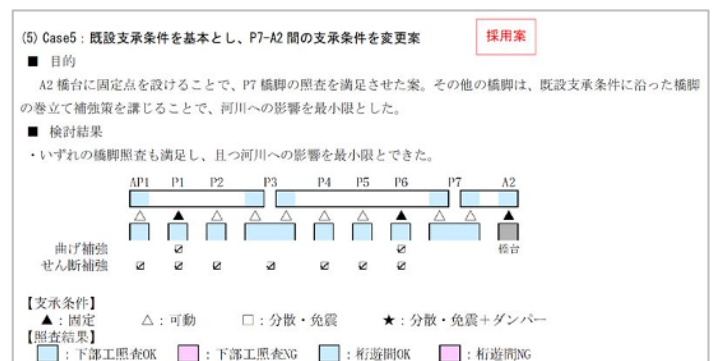 (5) Case5：既設支承条件を基本とし、P7-A2 間の支承条件を変更案
採用案
■ 目的
A2 橋台に固定点を設けることで、P7 橋脚の照査を満足させた案。その他の橋脚は、既設支承条件に沿った橋脚
の巻立て補強策を講じることで、河川への影響を最小限とした。
■ 検討結果
・いずれの橋脚照査も満足し、且つ河川への影響を最小限とできた。
AP1 P1 P2 P3 P4 P5 P6 P7 A2
△ ▲ △ △ △ △ △ ▲ △ △ ▲
曲げ補強 ☑ ☑ 橋台
せん断補強 ☑ ☑ ☑ ☑ ☑ ☑ ☑
【支承条件】
▲：固定 △：可動 □：分散・免震 ★：分散・免震＋ダンパー
【照査結果】
：下部工照査OK ：下部工照査NG ：桁遊間OK ：桁遊間NG